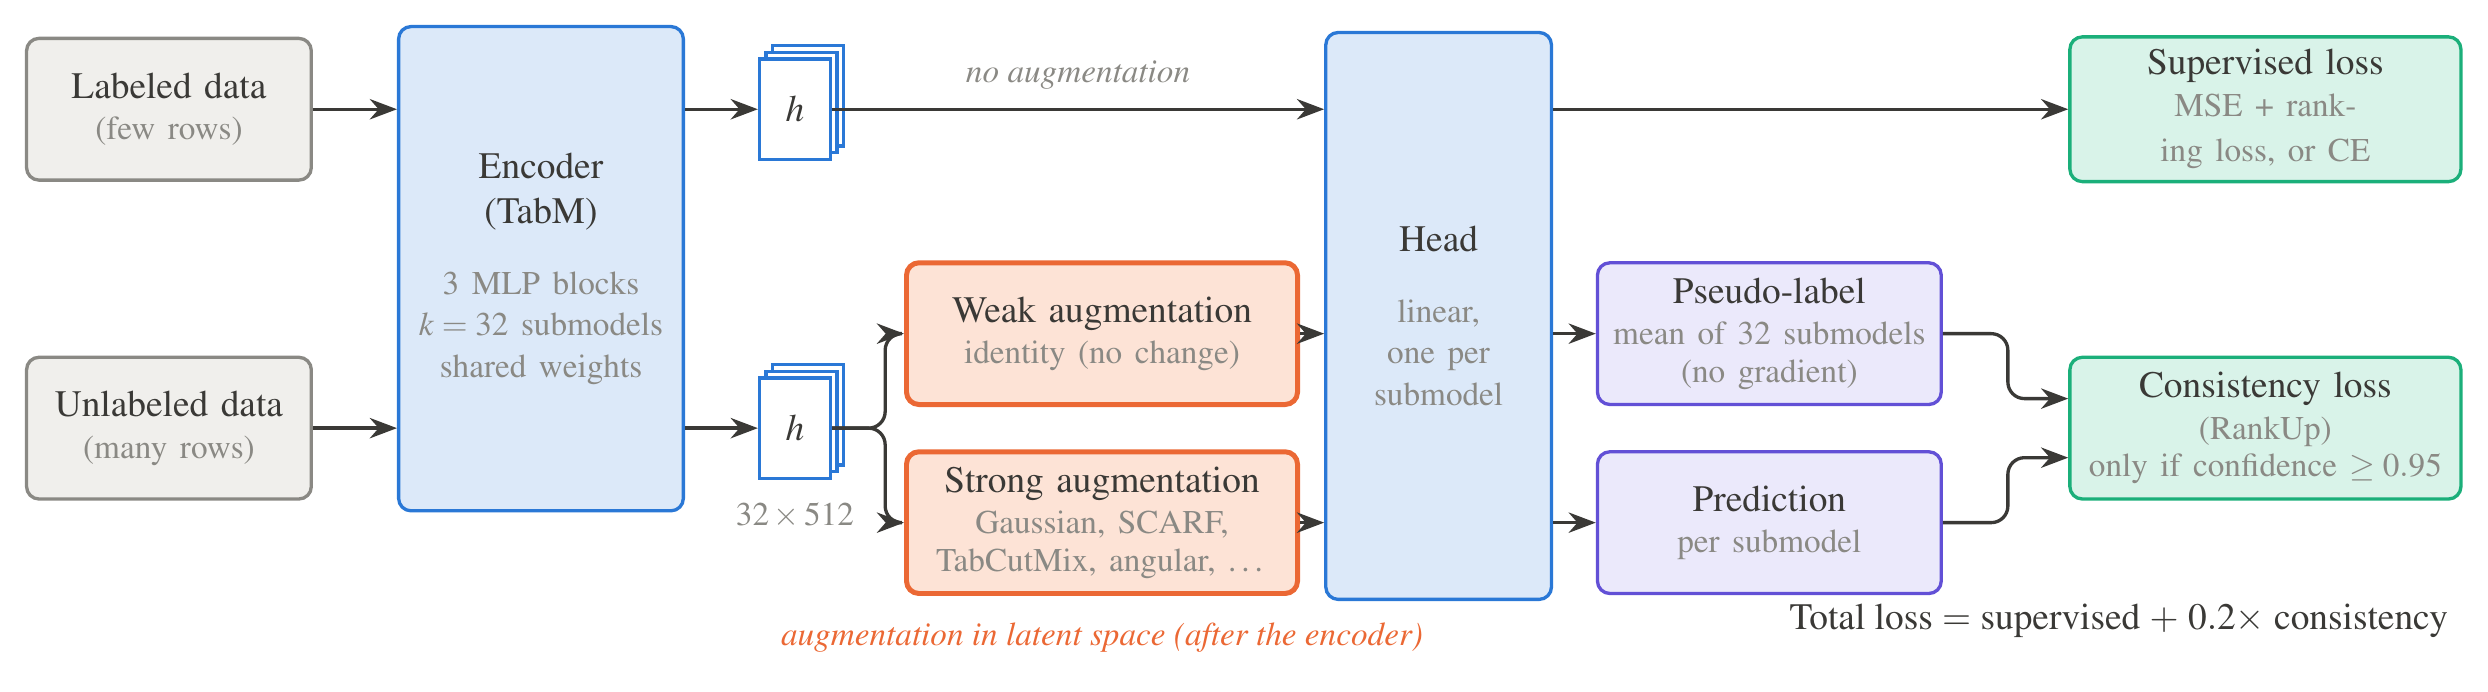 Labeled data
(few rows)
Unlabeled data
(many rows)
Encoder
(TabM)
3 MLP blocks
k = 32 submodels
shared weights
h
no augmentation
h
32 × 512
Weak augmentation
identity (no change)
Strong augmentation
Gaussian, SCARF,
TabCutMix, angular, …
augmentation in latent space (after the encoder)
Head
linear,
one per
submodel
Pseudo-label
mean of 32 submodels
(no gradient)
Prediction
per submodel
Supervised loss
MSE + rank-
ing loss, or CE
Consistency loss
(RankUp)
only if confidence ≥ 0.95
Total loss = supervised + 0.2× consistency